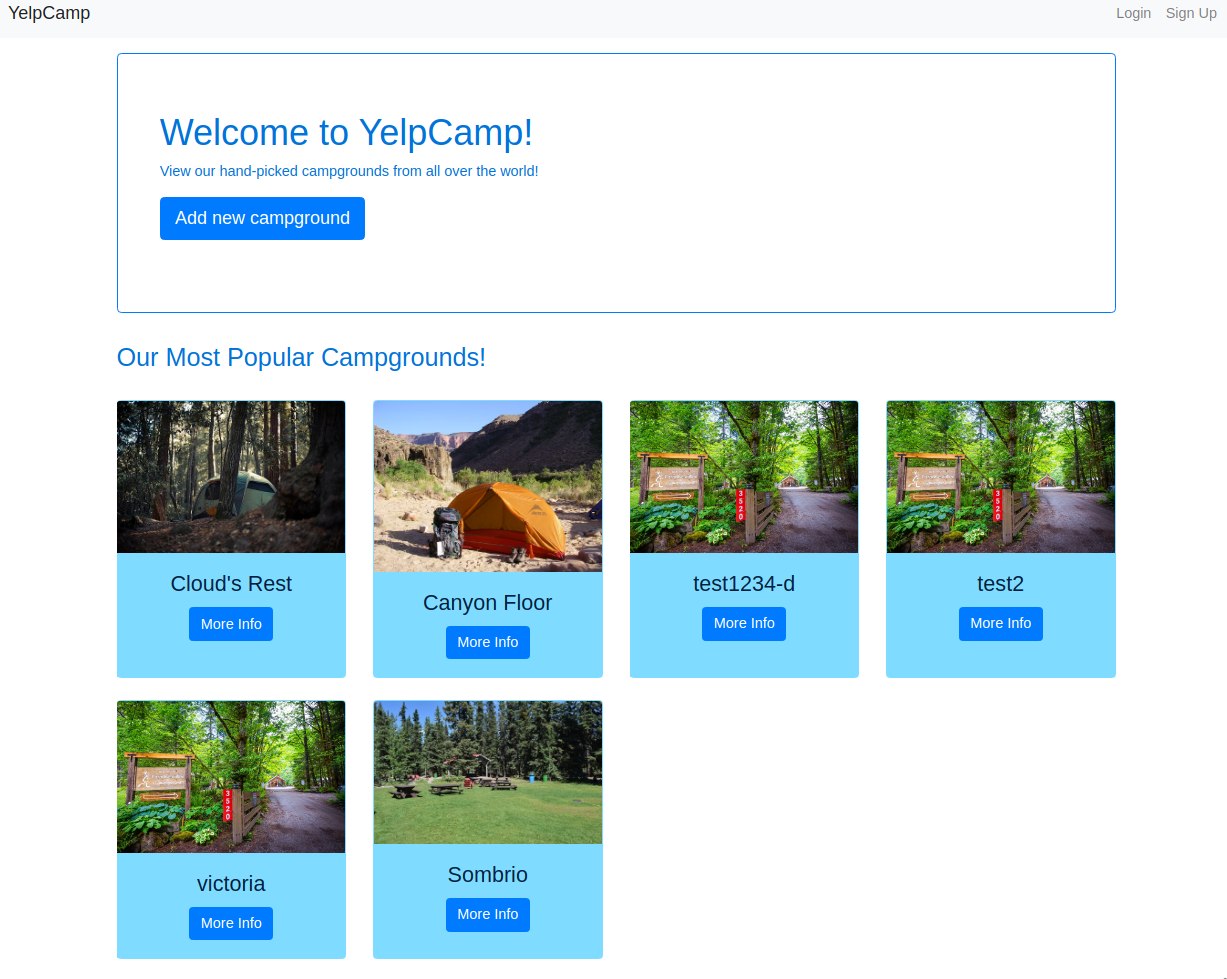 YelpCamp
Login Sign Up
Welcome to YelpCamp!
View our hand-picked campgrounds from all over the world!
Add new campground
Our Most Popular Campgrounds!
3520
3520
Cloud's Rest
Canyon Floor
test1234-d
test2
More Info
More Info
More Info
More Info
3520
victoria
Sombrio
More Info
More Info